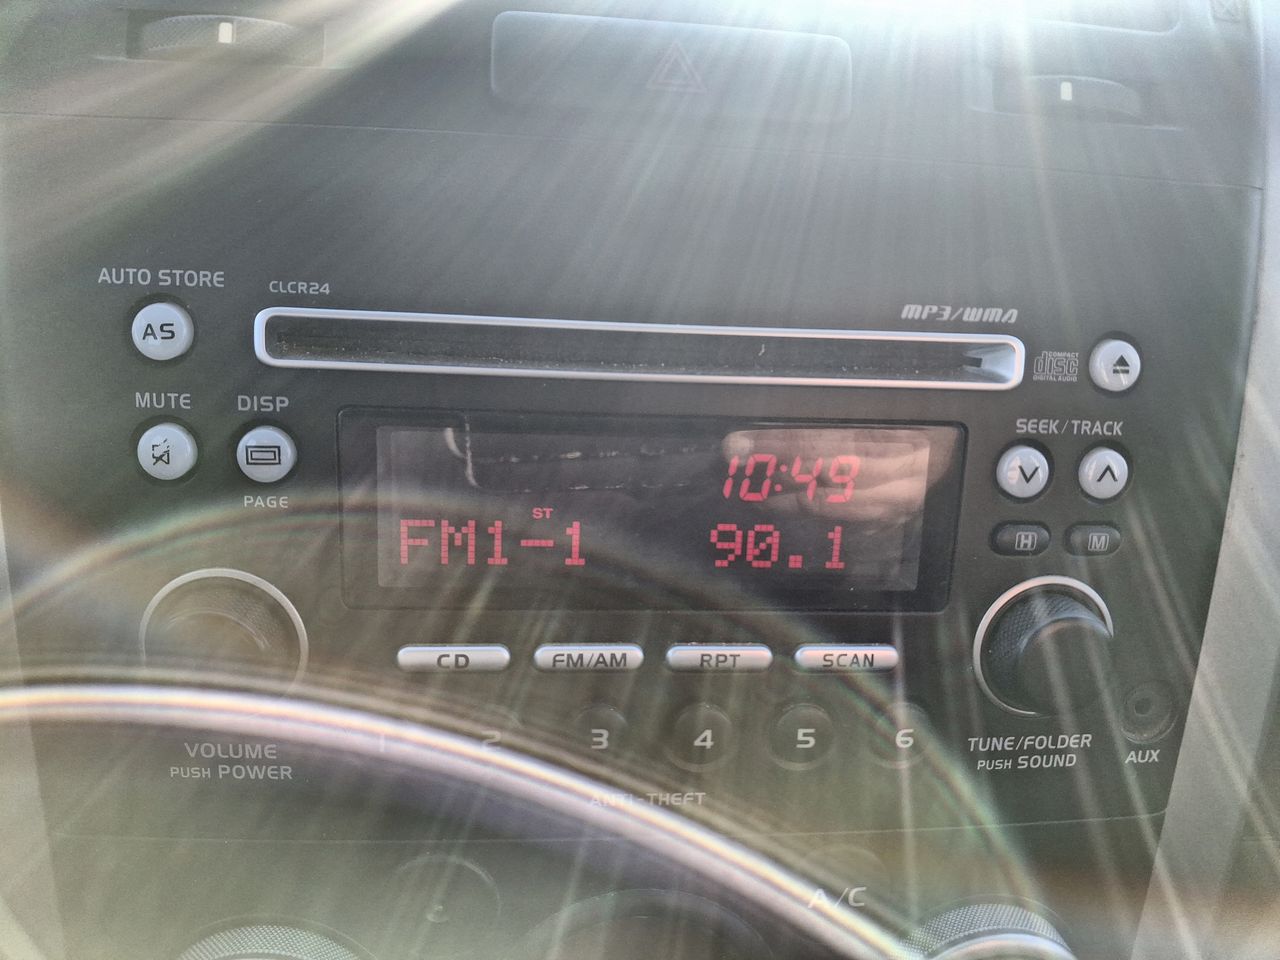 AUTO STORE
CLCR24
MP3/WMA
AS
COMPACT
disc
DIGITAL AUDIO
MUTE
DISP
SEEK/TRACK
10:49
PAGE
ST
FM1-1
90.1
H
M
CD
FM/AM
RPT
SCAN
1
2
3
4
5
6
VOLUME
PUSH POWER
TUNE/FOLDER
PUSH SOUND
AUX
ANTI-THEFT
A/C